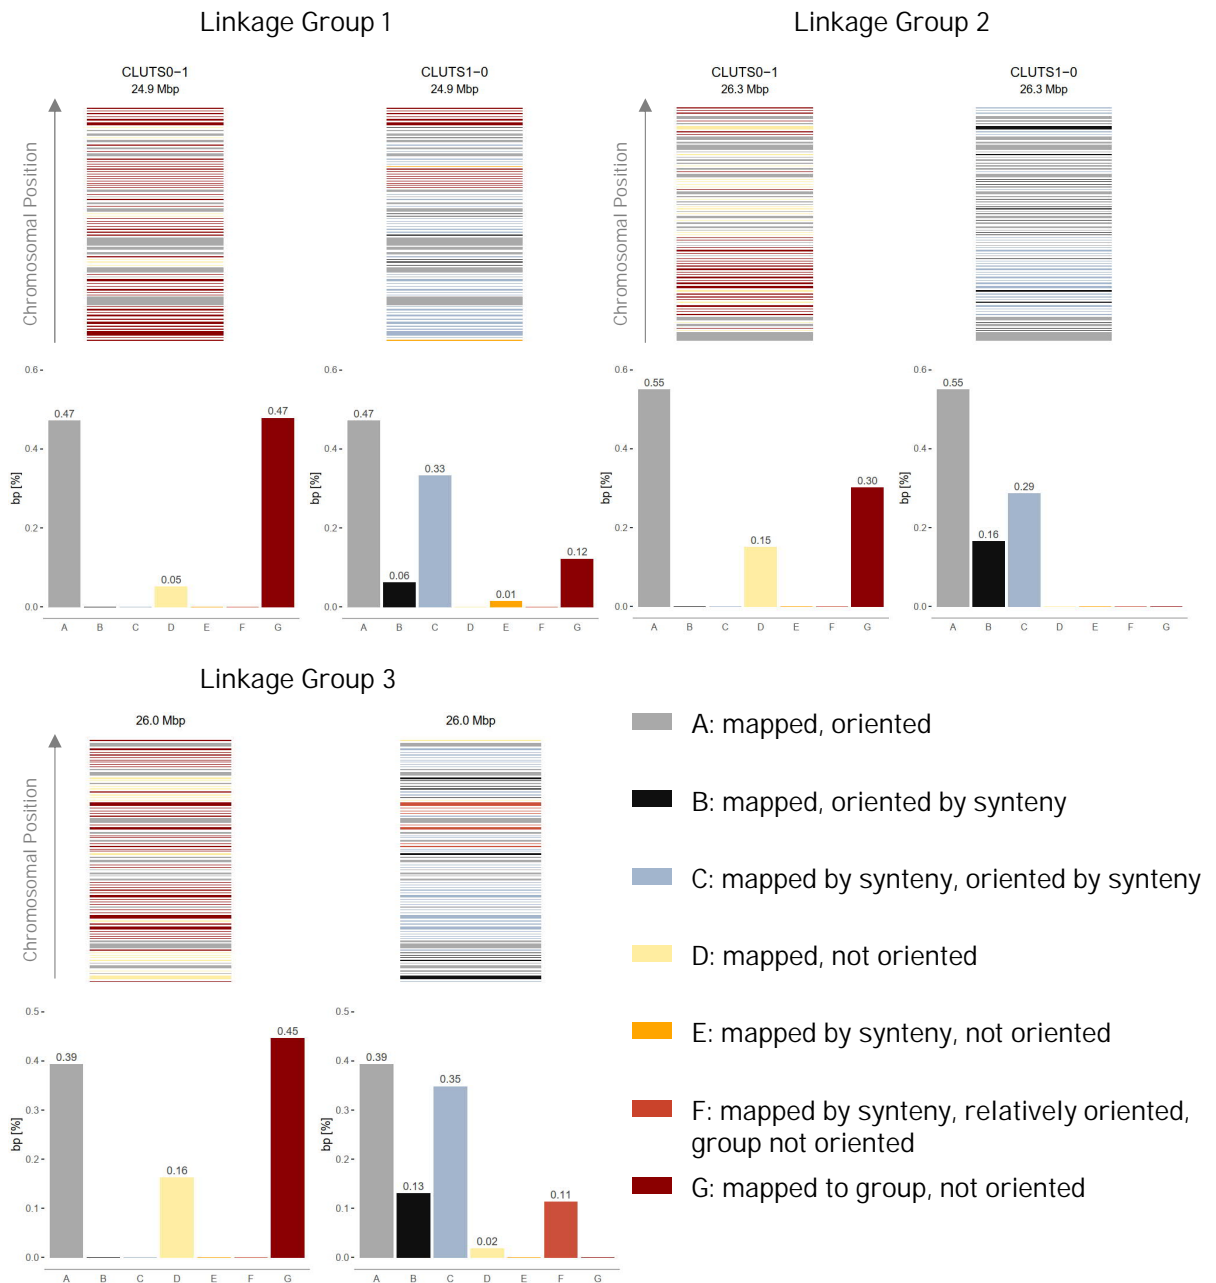 Linkage Group 1
CLUTS0−1
24.9 Mbp
CLUTS1−0
24.9 Mbp
Chromosomal Position
0.6
0.4
0.2
0.0
bp [%]
0.47
0.05
0.47
A B C D E F G
0.6
0.4
0.2
0.0
bp [%]
0.47
0.06
0.33
0.01
0.12
A B C D E F G
Linkage Group 2
CLUTS0−1
26.3 Mbp
CLUTS1−0
26.3 Mbp
Chromosomal Position
0.6
0.4
0.2
0.0
bp [%]
0.55
0.15
0.30
A B C D E F G
0.6
0.4
0.2
0.0
bp [%]
0.55
0.16
0.29
A B C D E F G
Linkage Group 3
26.0 Mbp
26.0 Mbp
Chromosomal Position
0.5
0.4
0.3
0.2
0.1
0.0
bp [%]
0.39
0.16
0.45
A B C D E F G
0.5
0.4
0.3
0.2
0.1
0.0
bp [%]
0.39
0.13
0.35
0.02
0.11
A B C D E F G
A: mapped, oriented
B: mapped, oriented by synteny
C: mapped by synteny, oriented by synteny
D: mapped, not oriented
E: mapped by synteny, not oriented
F: mapped by synteny, relatively oriented,
group not oriented
G: mapped to group, not oriented